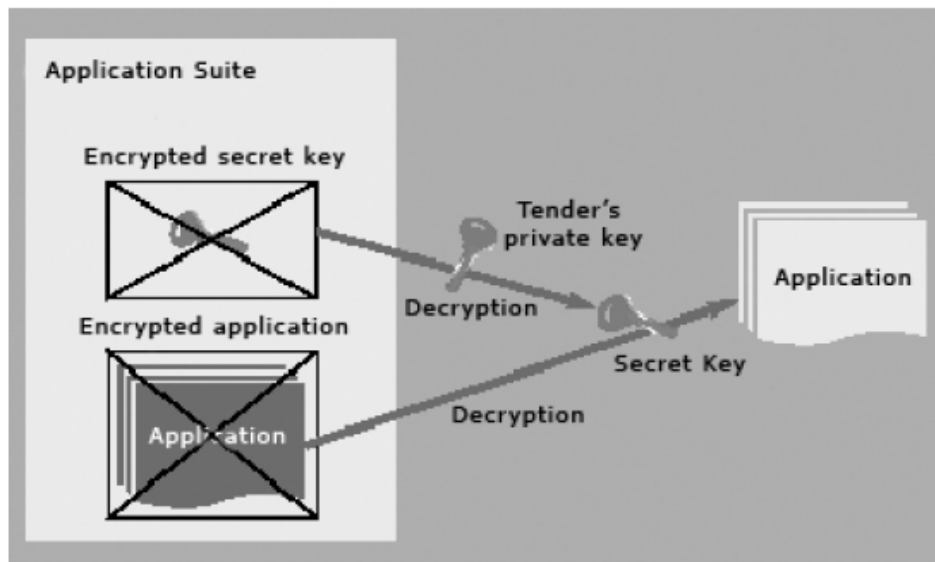 Application Suite
Encrypted secret key
Tender's
private key
Application
Decryption
Encrypted application
Secret Key
Decryption
Application